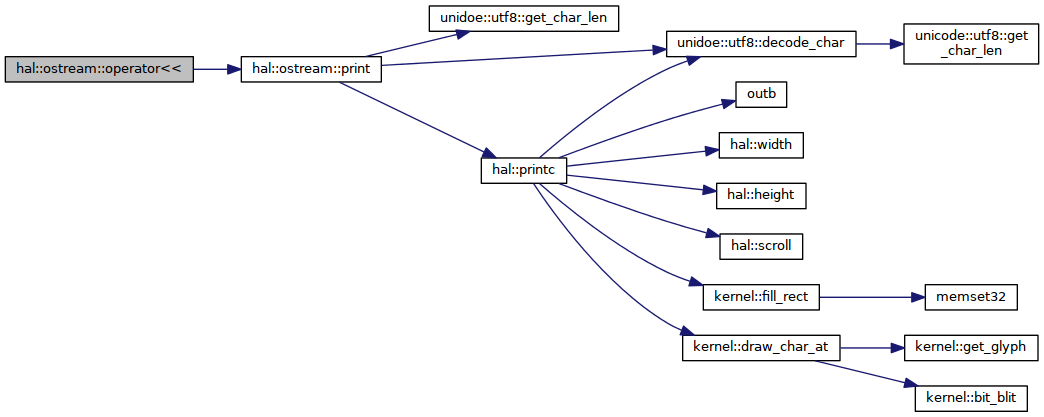 unidoe::utf8::get_char_len
hal::ostream::operator<<
hal::ostream::print
unidoe::utf8::decode_char
unicode::utf8::get
_char_len
outb
hal::width
hal::printc
hal::height
hal::scroll
kernel::fill_rect
memset32
kernel::draw_char_at
kernel::get_glyph
kernel::bit_blit